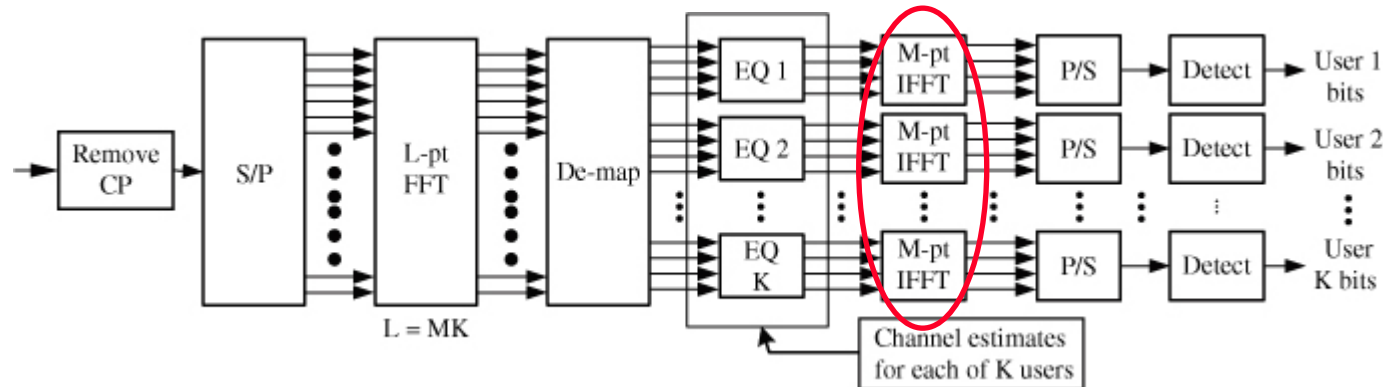 Remove
CP
S/P
L-pt
FFT
L = MK
De-map
EQ 1
EQ 2
EQ
K
Channel estimates
for each of K users
M-pt
IFFT
M-pt
IFFT
M-pt
IFFT
P/S
P/S
P/S
Detect
Detect
Detect
User 1
bits
User 2
bits
User
K bits